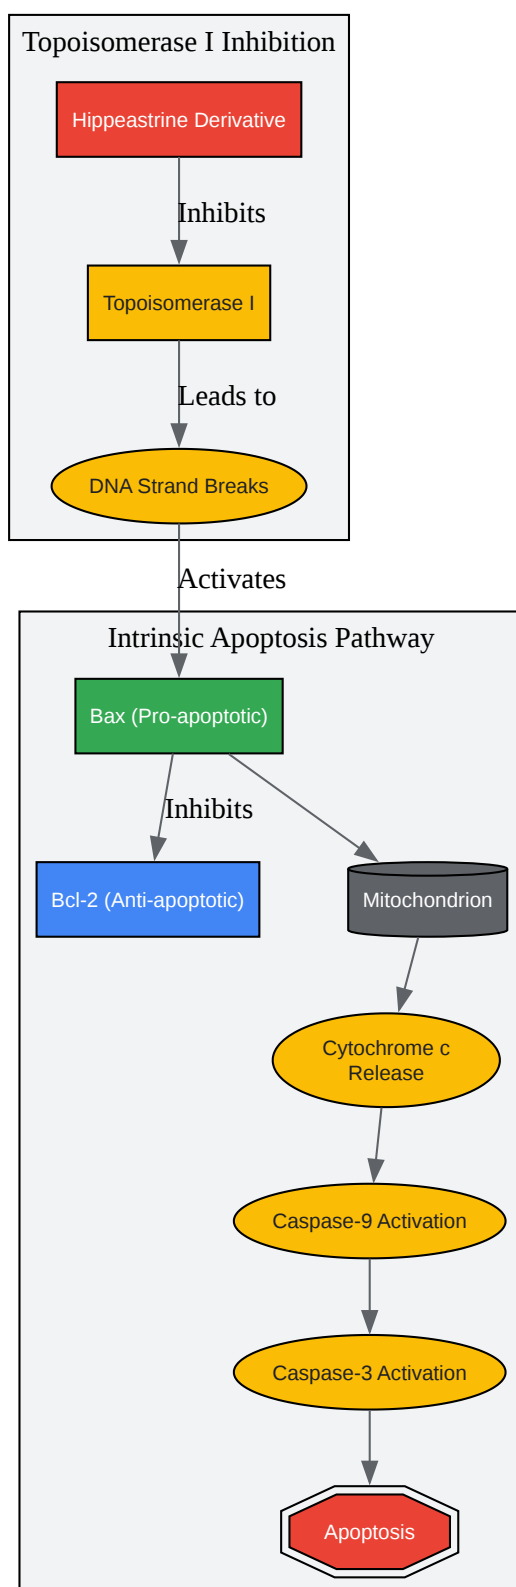 Topoisomerase I Inhibition
Hippeastrine Derivative
Inhibits
Topoisomerase I
Leads to
DNA Strand Breaks
Activates
Intrinsic Apoptosis Pathway
Bax (Pro-apoptotic)
Inhibits
Bcl-2 (Anti-apoptotic)
Mitochondrion
Cytochrome c
Release
Caspase-9 Activation
Caspase-3 Activation
Apoptosis